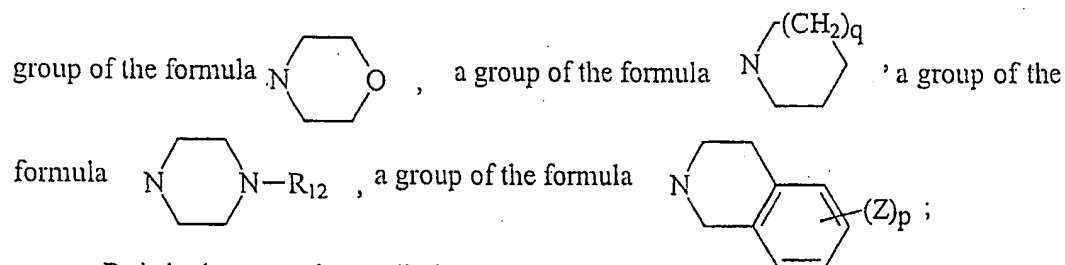 group of the formula N O , a group of the formula N (CH2)q , a group of the
formula N N—R12 , a group of the formula N (Z)p ;